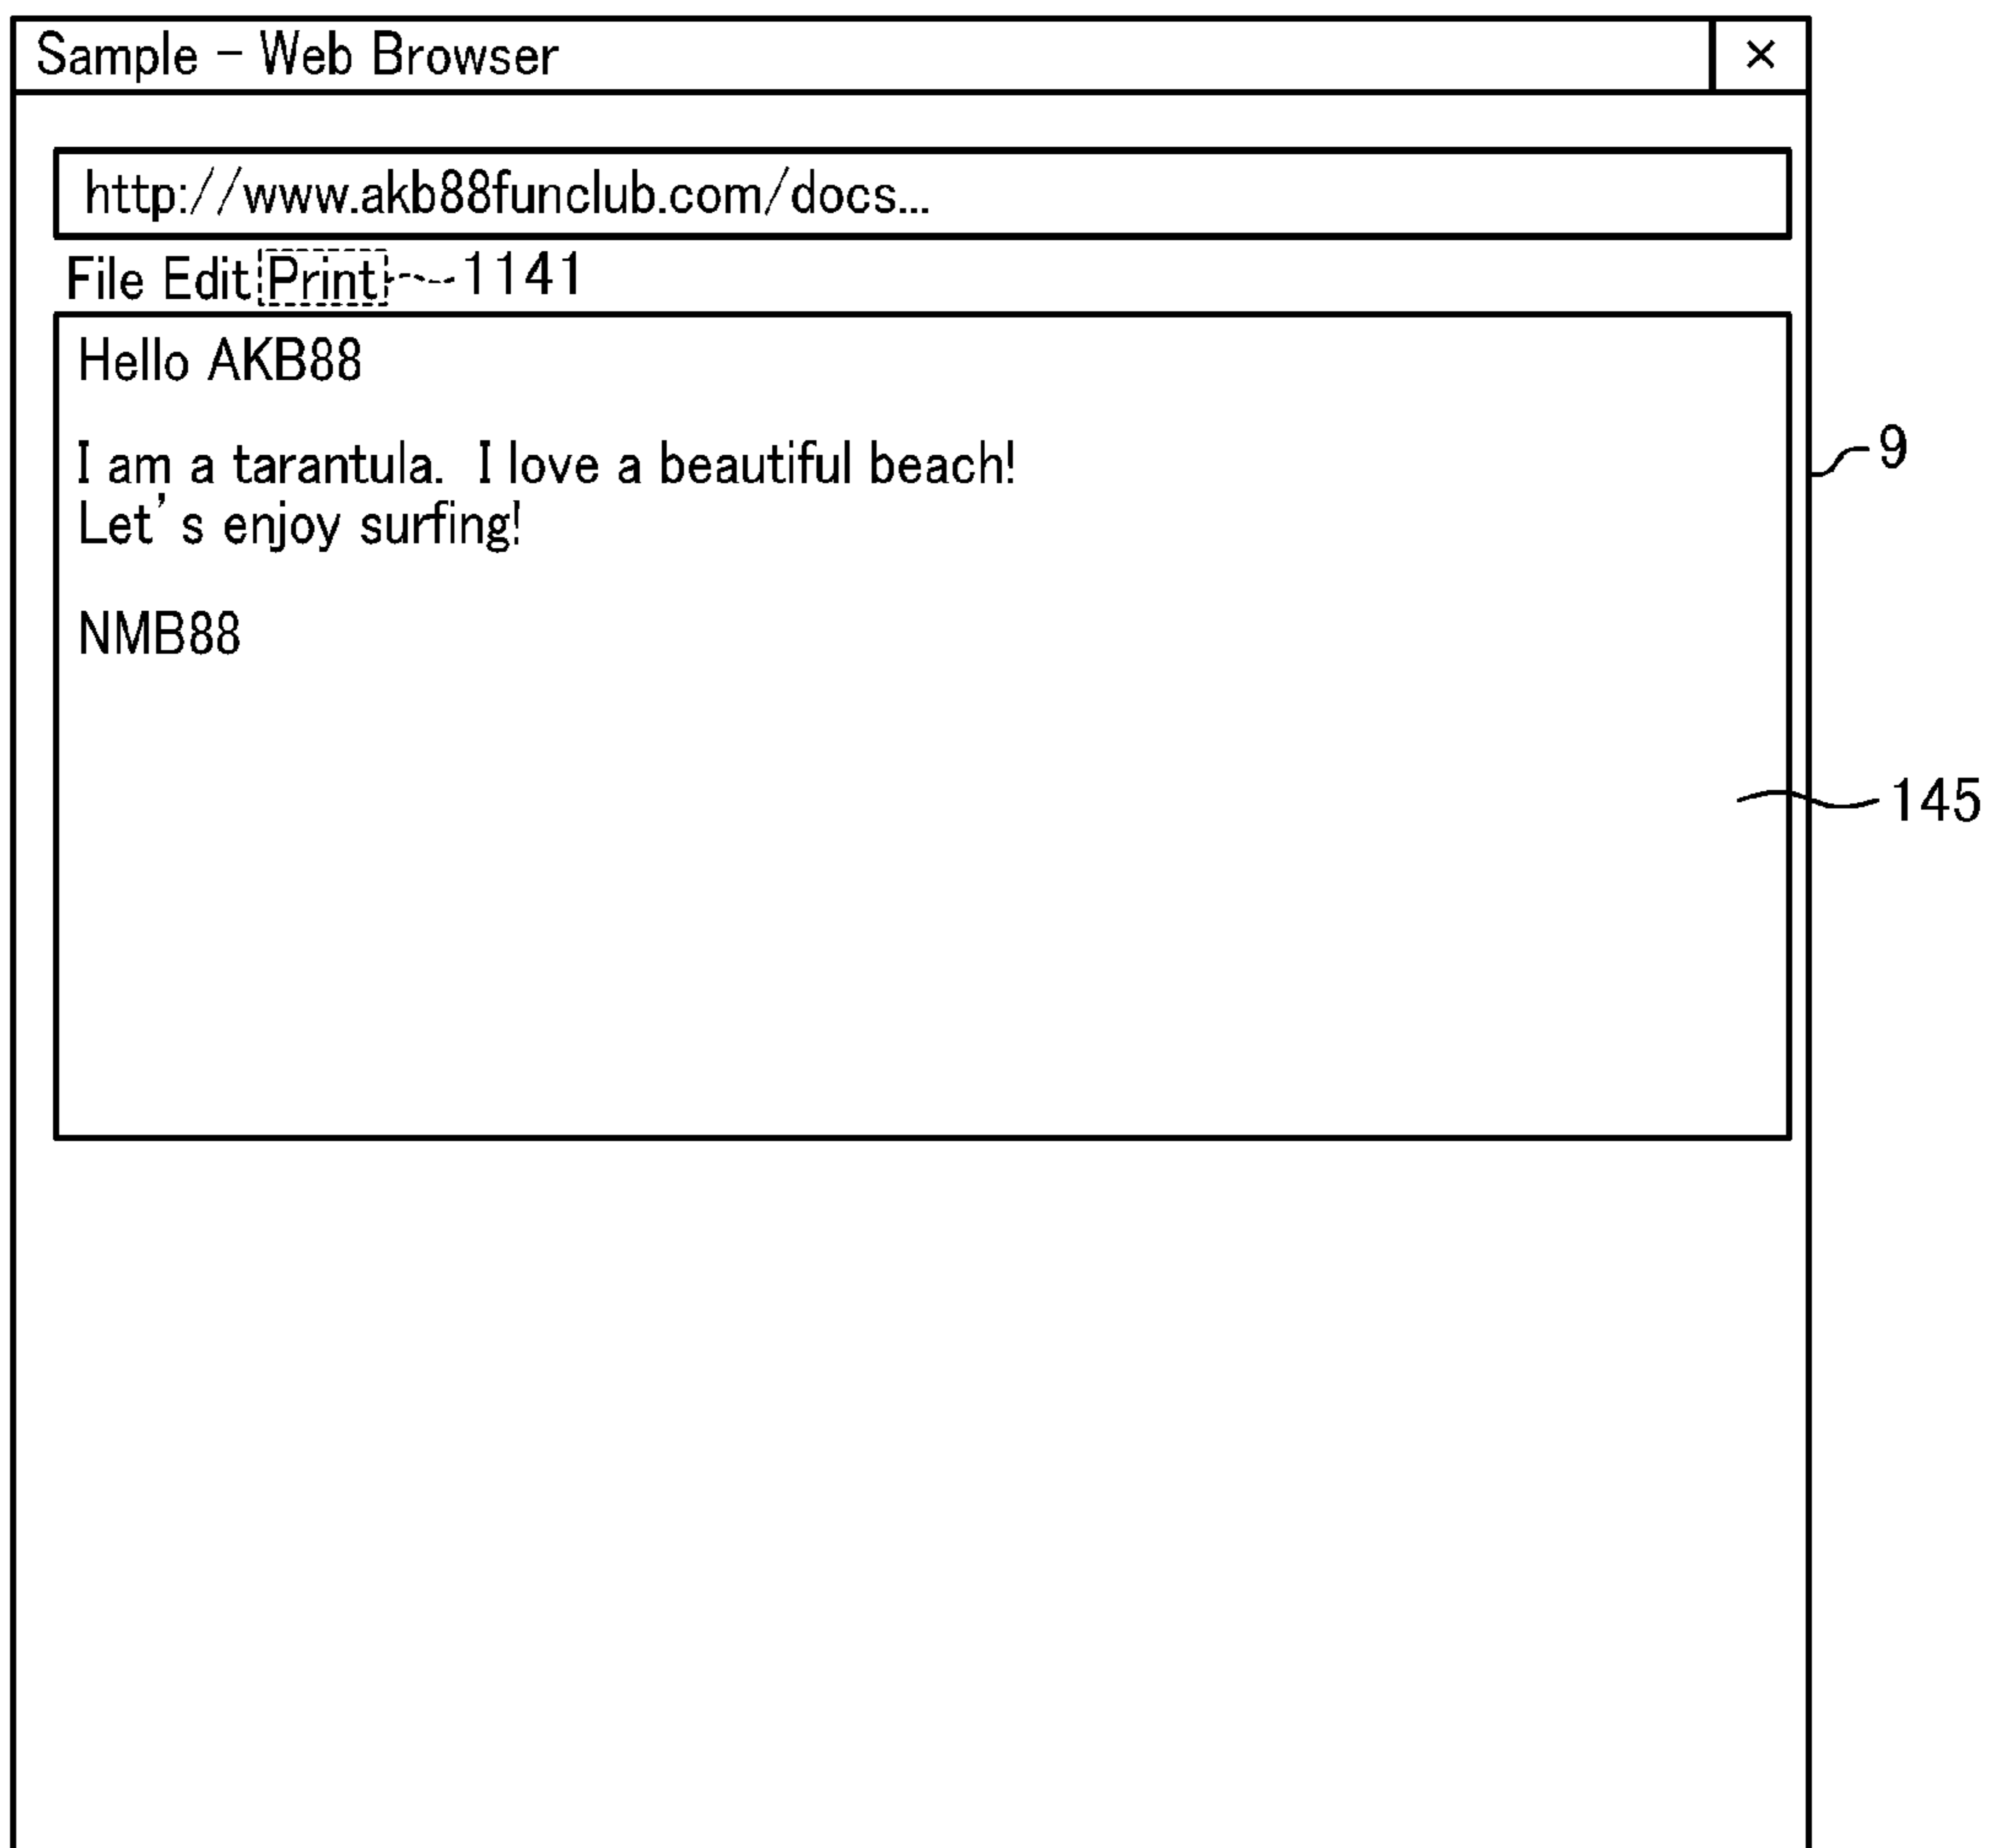 Sample - Web Browser ×
http://www.akb88funclub.com/docs...
File Edit Print 1141
Hello AKB88
I am a tarantula. I love a beautiful beach!
Let's enjoy surfing!
NMB88
9
145